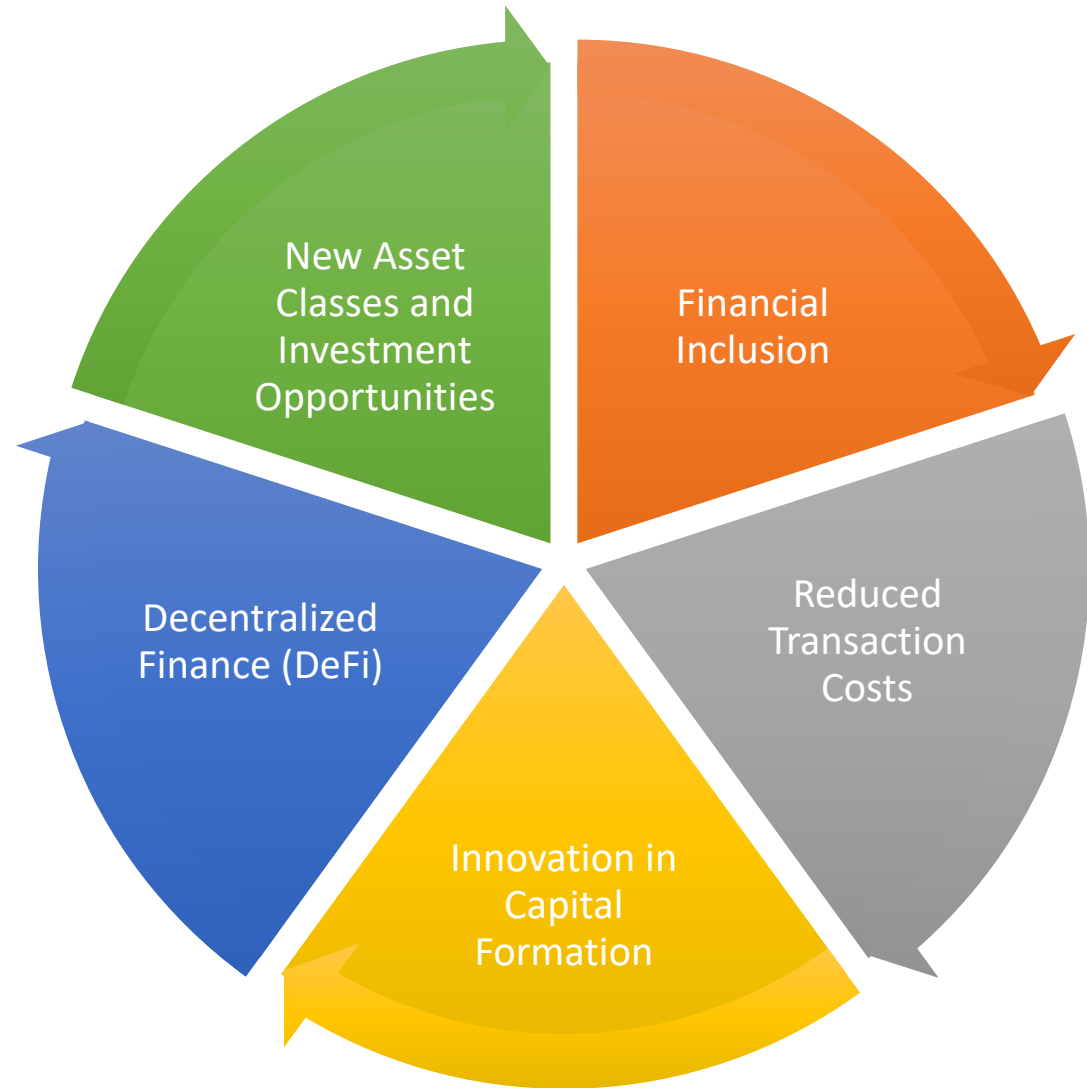 New Asset
Classes and
Investment
Opportunities
Financial
Inclusion
Decentralized
Finance (DeFi)
Reduced
Transaction
Costs
Innovation in
Capital
Formation